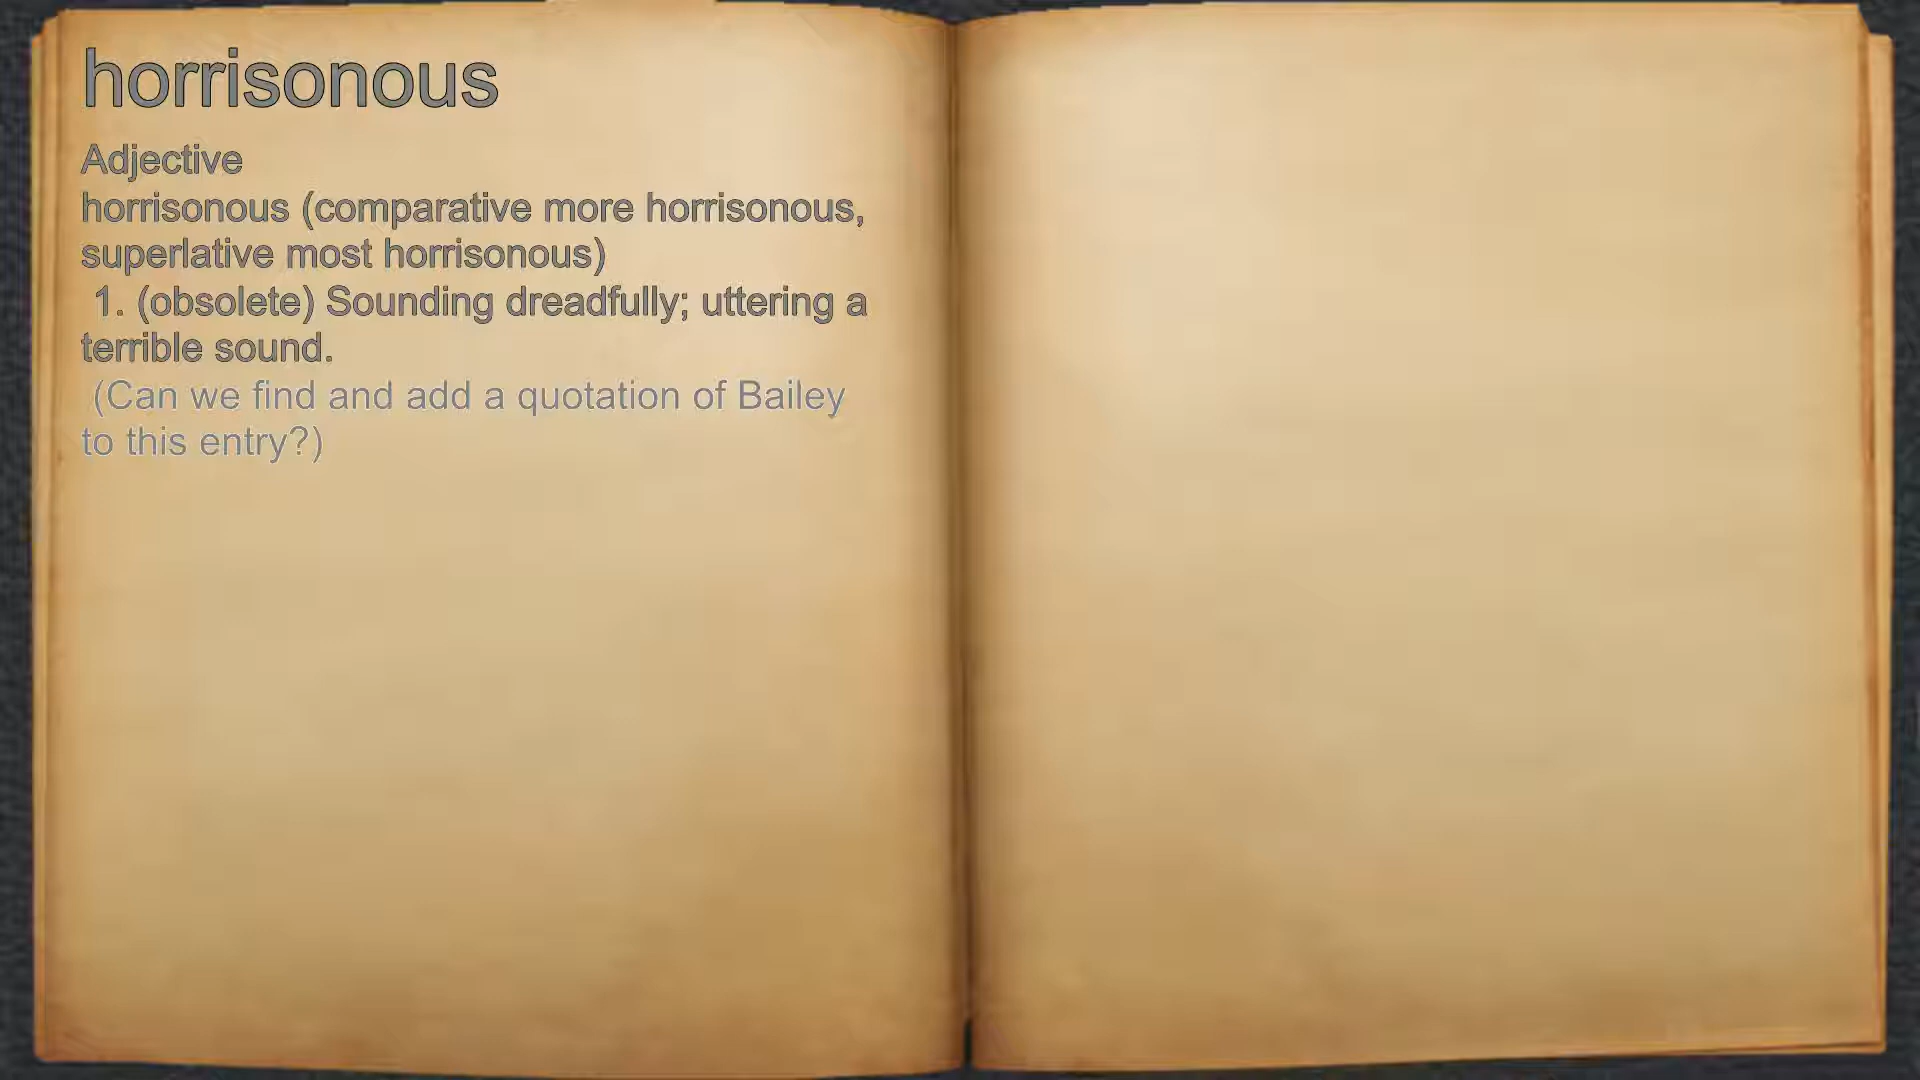 horrisonous
Adjective
horrisonous (comparative more horrisonous,
superlative most horrisonous)
1. (obsolete) Sounding dreadfully; uttering a
terrible sound.
(Can we find and add a quotation of Bailey
to this entry?)